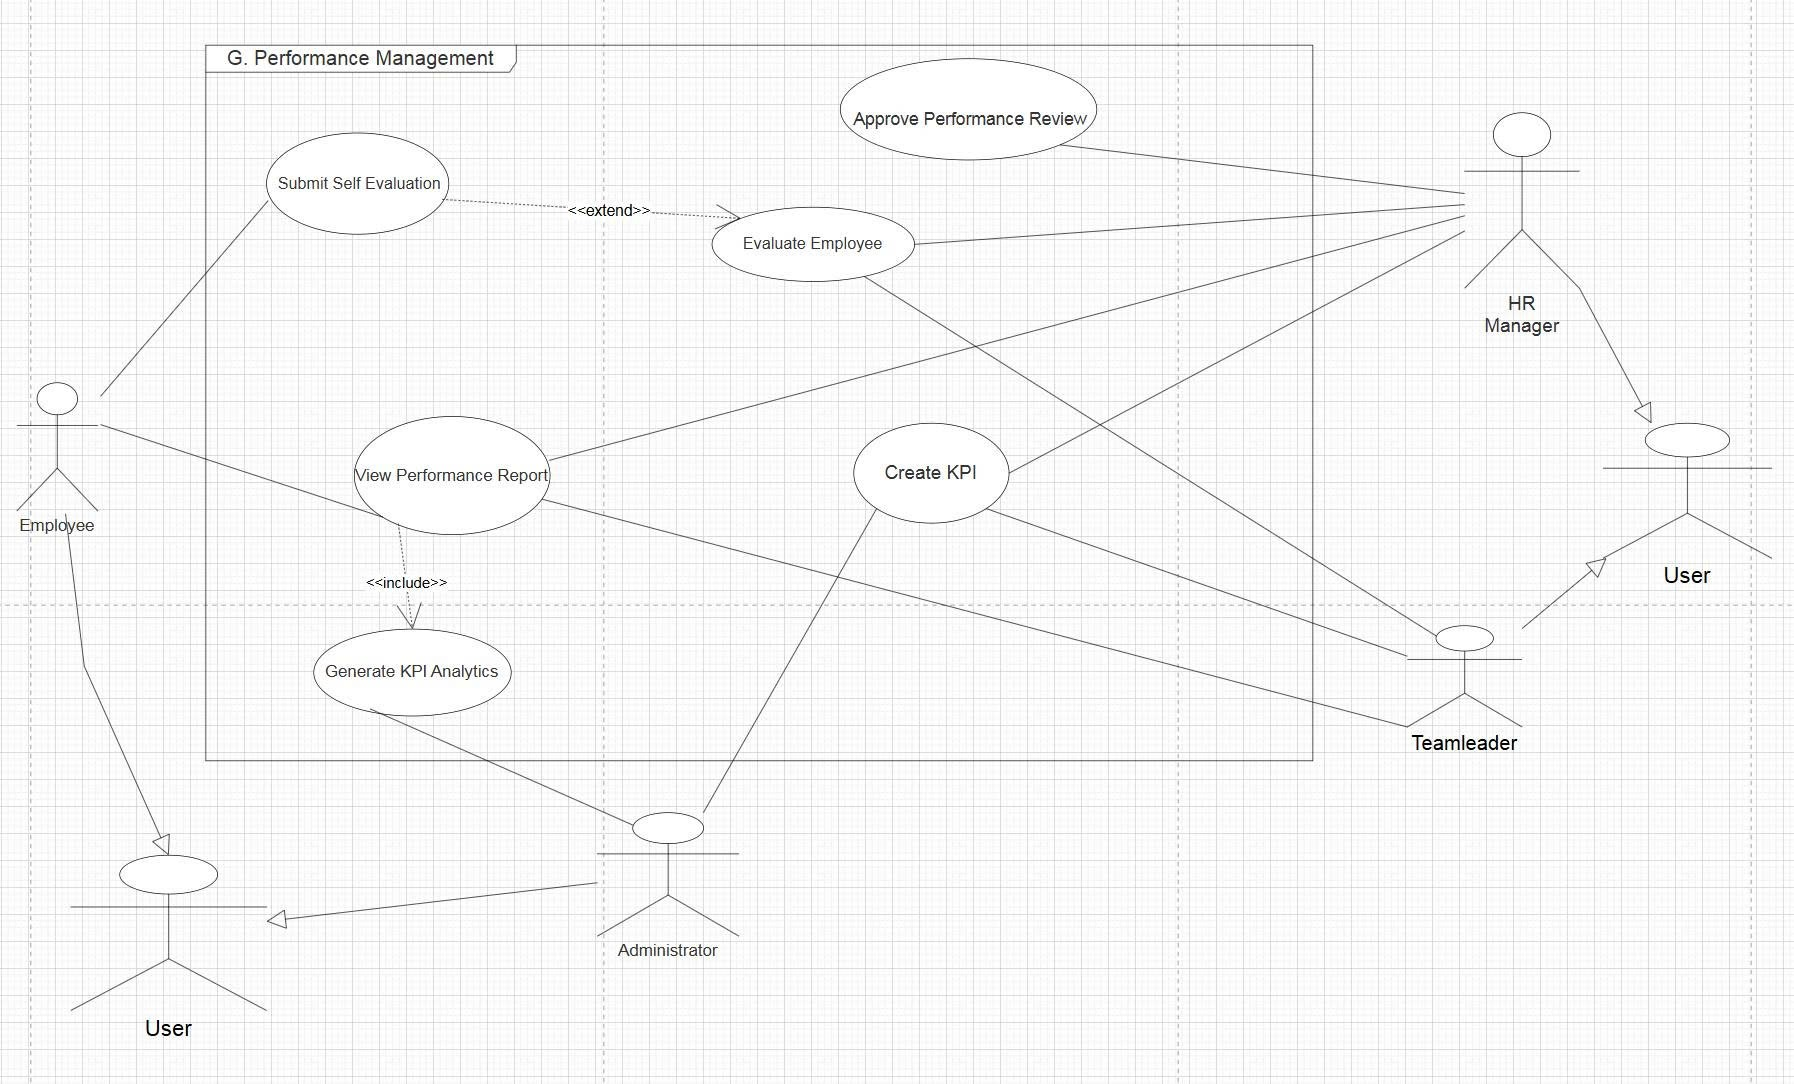 G. Performance Management
Approve Performance Review
Submit Self Evaluation
<<extend>>
Evaluate Employee
HR
Manager
View Performance Report
Create KPI
Employee
<<include>>
User
Generate KPI Analytics
Teamleader
Administrator
User